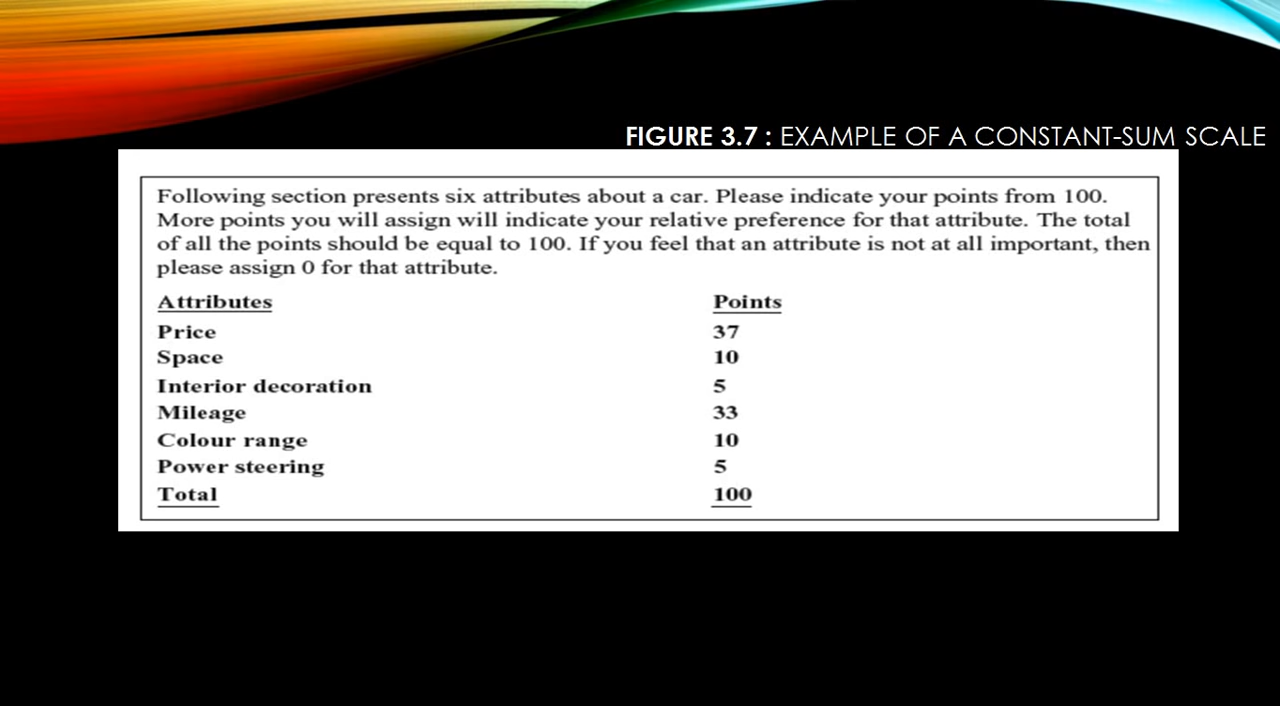 FIGURE 3.7 : EXAMPLE OF A CONSTANT-SUM SCALE
Following section presents six attributes about a car. Please indicate your points from 100.
More points you will assign will indicate your relative preference for that attribute. The total
of all the points should be equal to 100. If you feel that an attribute is not at all important, then
please assign 0 for that attribute.
Attributes Points
Price 37
Space 10
Interior decoration 5
Mileage 33
Colour range 10
Power steering 5
Total 100